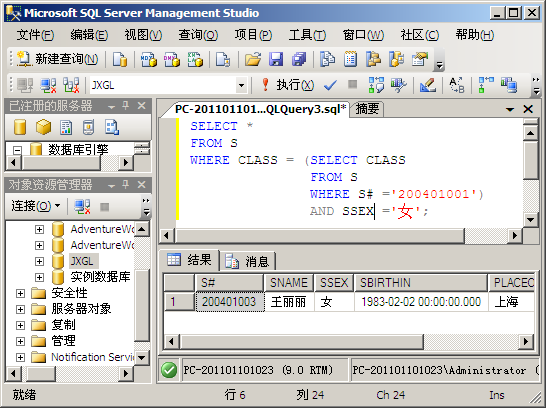 Microsoft SQL Server Management Studio
文件(F) 编辑(E) 视图(V) 查询(Q) 项目(P) 工具(T) 窗口(W) 社区(C) 帮助(H)
新建查询(N)
JXGL 执行(X)
已注册的服务器
数据库引擎
对象资源管理器
连接(O)
AdventureWo
AdventureWo
JXGL
实例数据库
安全性
服务器对象
复制
管理
Notification Servic
PC-201101101...QLQuery3.sql* 摘要
SELECT *
FROM S
WHERE CLASS = (SELECT CLASS
FROM S
WHERE S# ='200401001')
AND SSEX ='女';
结果 消息
S# SNAME SSEX SBIRTHIN PLACEO
1 200401003 王丽丽 女 1983-02-02 00:00:00.000 上海
PC-201101101023 (9.0 RTM) PC-201101101023\Administrator (
就绪 行 6 列 24 Ch 24 Ins